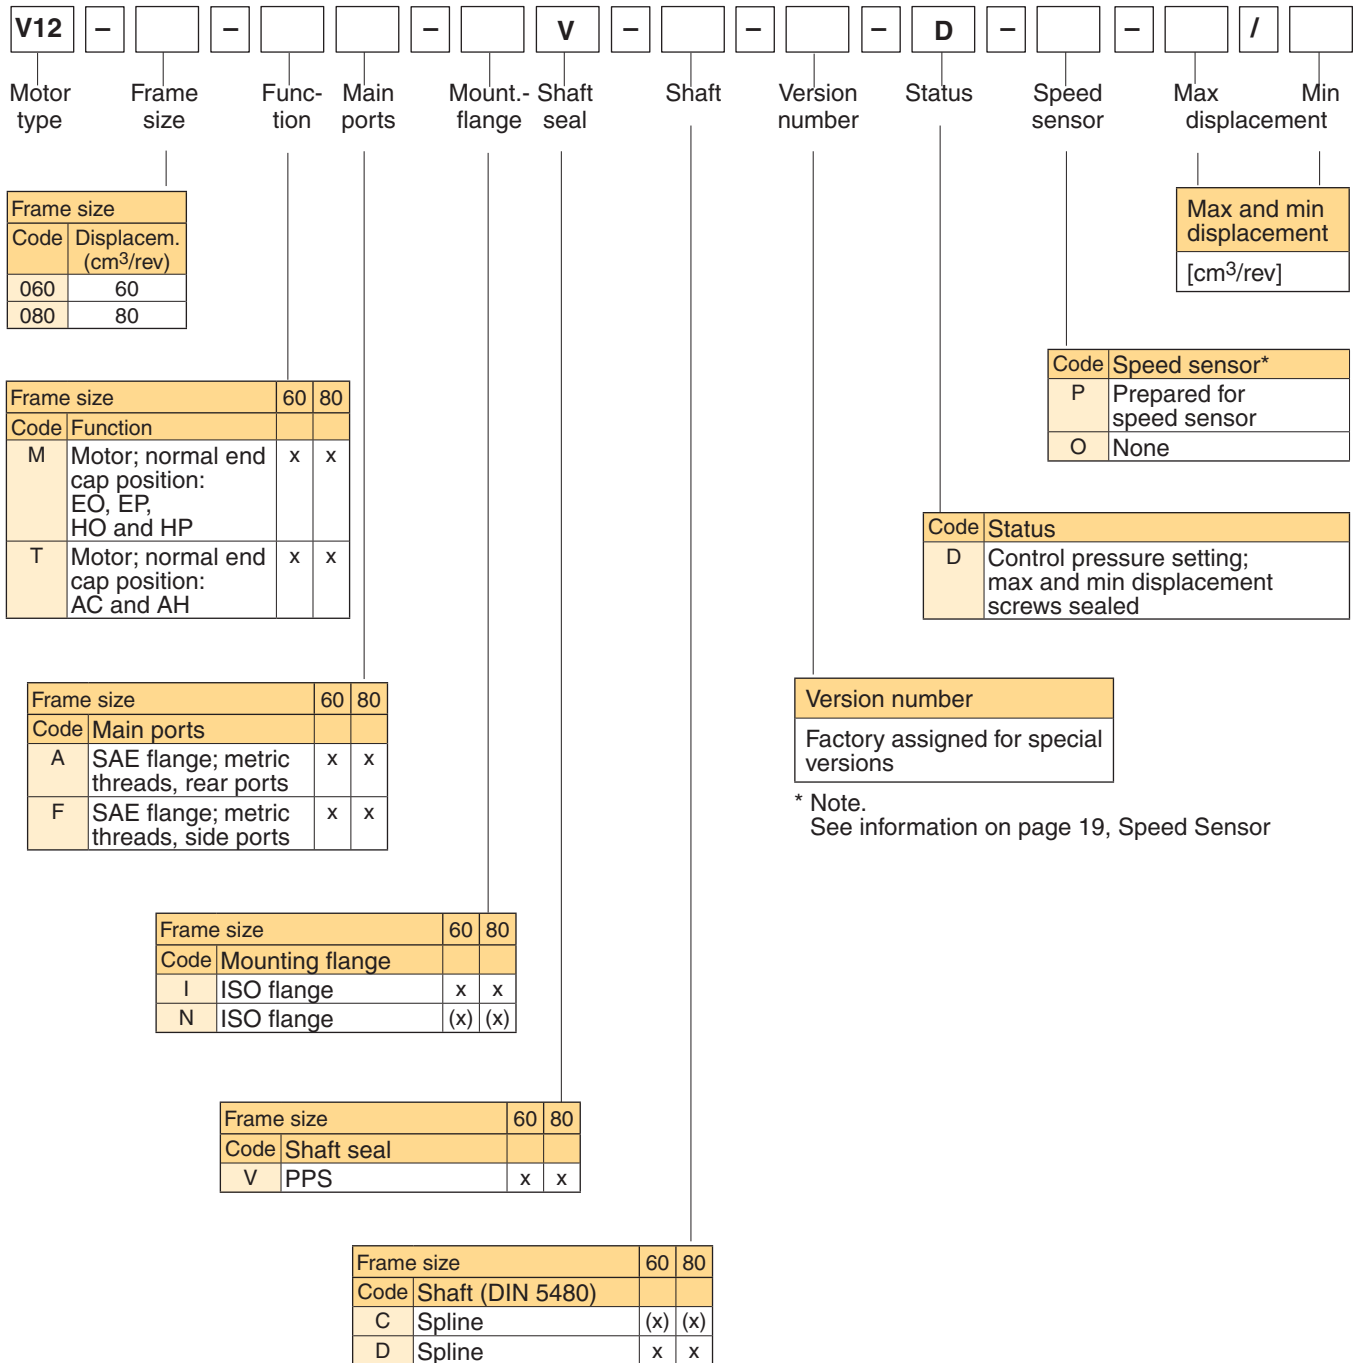 V12 – – – V – – – D – – /
Motor type
Frame size
Func- tion
Main ports
Mount.- flange
Shaft seal
Shaft
Version number
Status
Speed sensor
Max Min
displacement
Frame size
Code Displacem. (cm3/rev)
060 60
080 80
Max and min
displacement
[cm3/rev]
Code Speed sensor*
P Prepared for
speed sensor
O None
Frame size 60 80
Code Function
M Motor; normal end x x
cap position:
EO, EP,
HO and HP
T Motor; normal end x x
cap position:
AC and AH
Code Status
D Control pressure setting;
max and min displacement
screws sealed
Frame size 60 80
Code Main ports
A SAE flange; metric x x
threads, rear ports
F SAE flange; metric x x
threads, side ports
Version number
Factory assigned for special
versions
* Note.
See information on page 19, Speed Sensor
Frame size 60 80
Code Mounting flange
I ISO flange x x
N ISO flange (x) (x)
Frame size 60 80
Code Shaft seal
V PPS x x
Frame size 60 80
Code Shaft (DIN 5480)
C Spline (x) (x)
D Spline x x